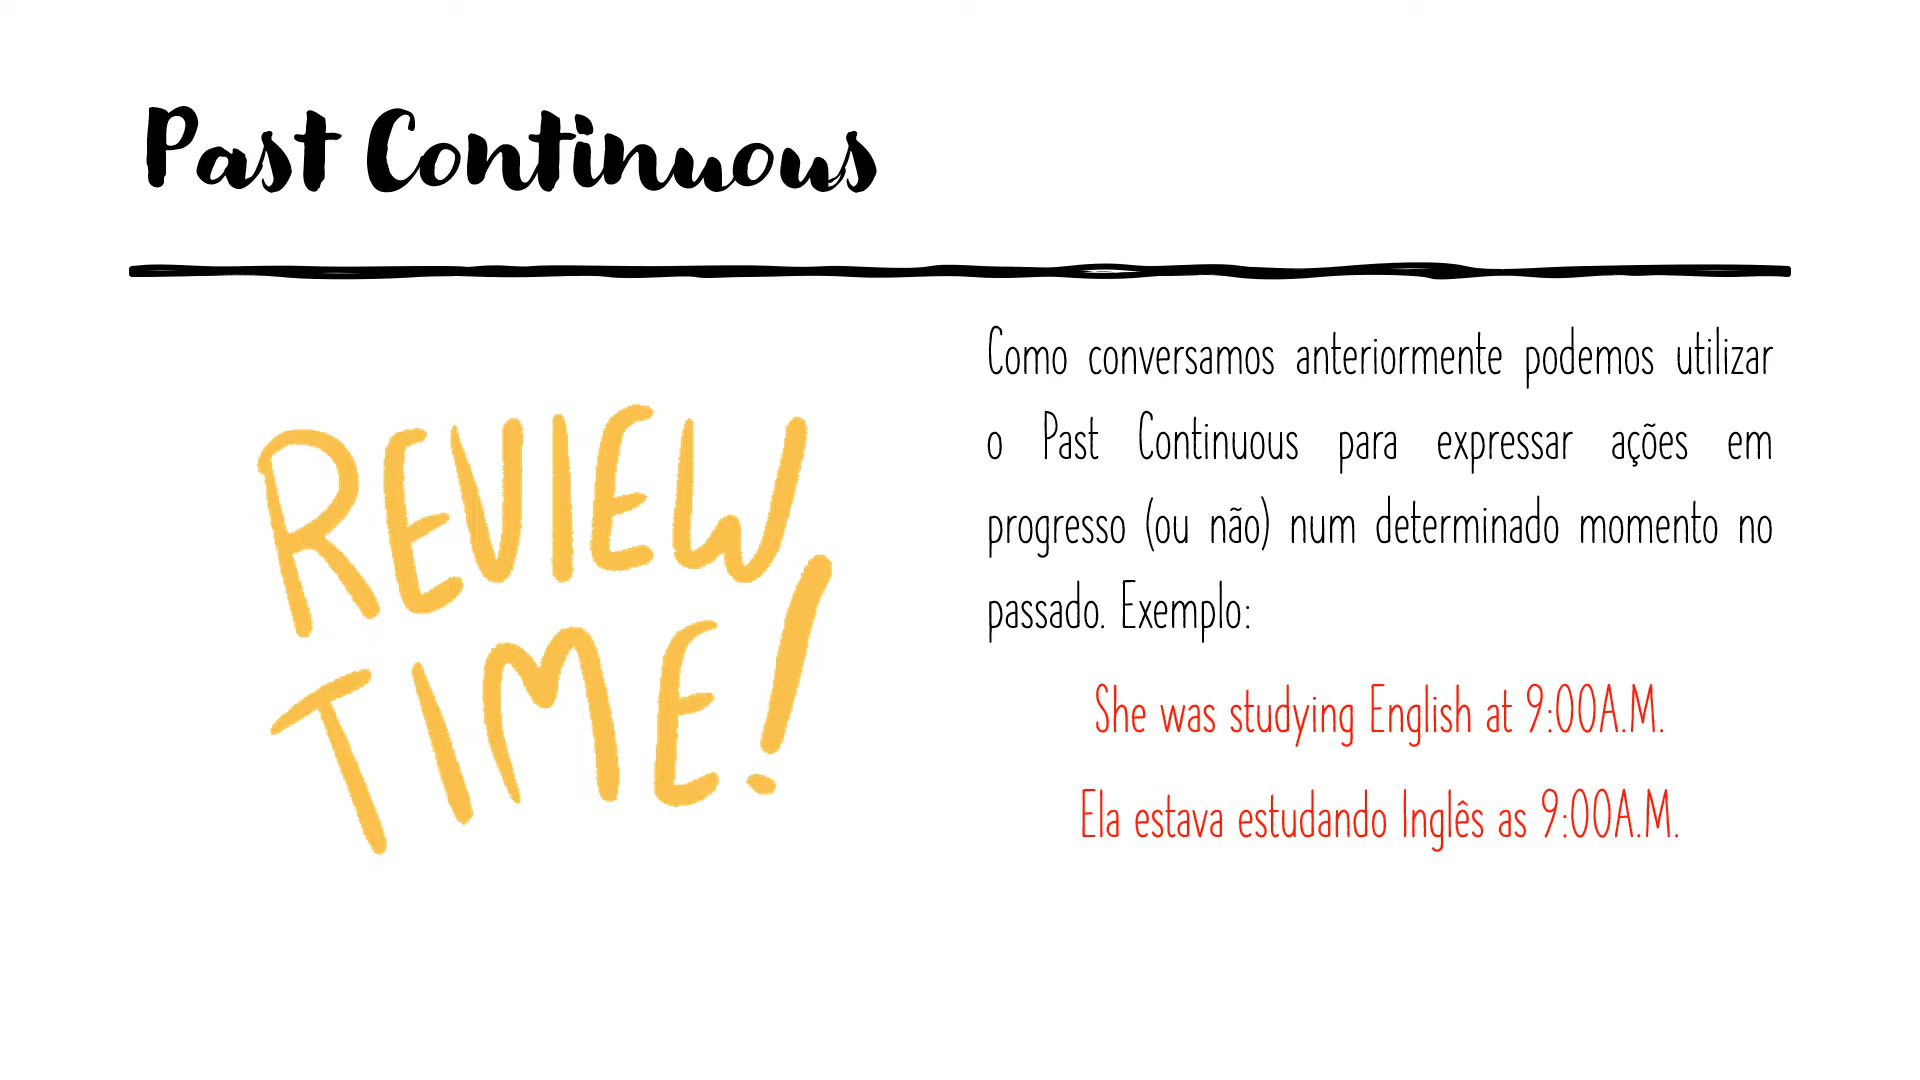 Past Continuous
REVIEW
TIME!
Como conversamos anteriormente podemos utilizar
o Past Continuous para expressar ações em
progresso (ou não) num determinado momento no
passado. Exemplo:
She was studying English at 9:00A.M.
Ela estava estudando Inglês as 9:00A.M.